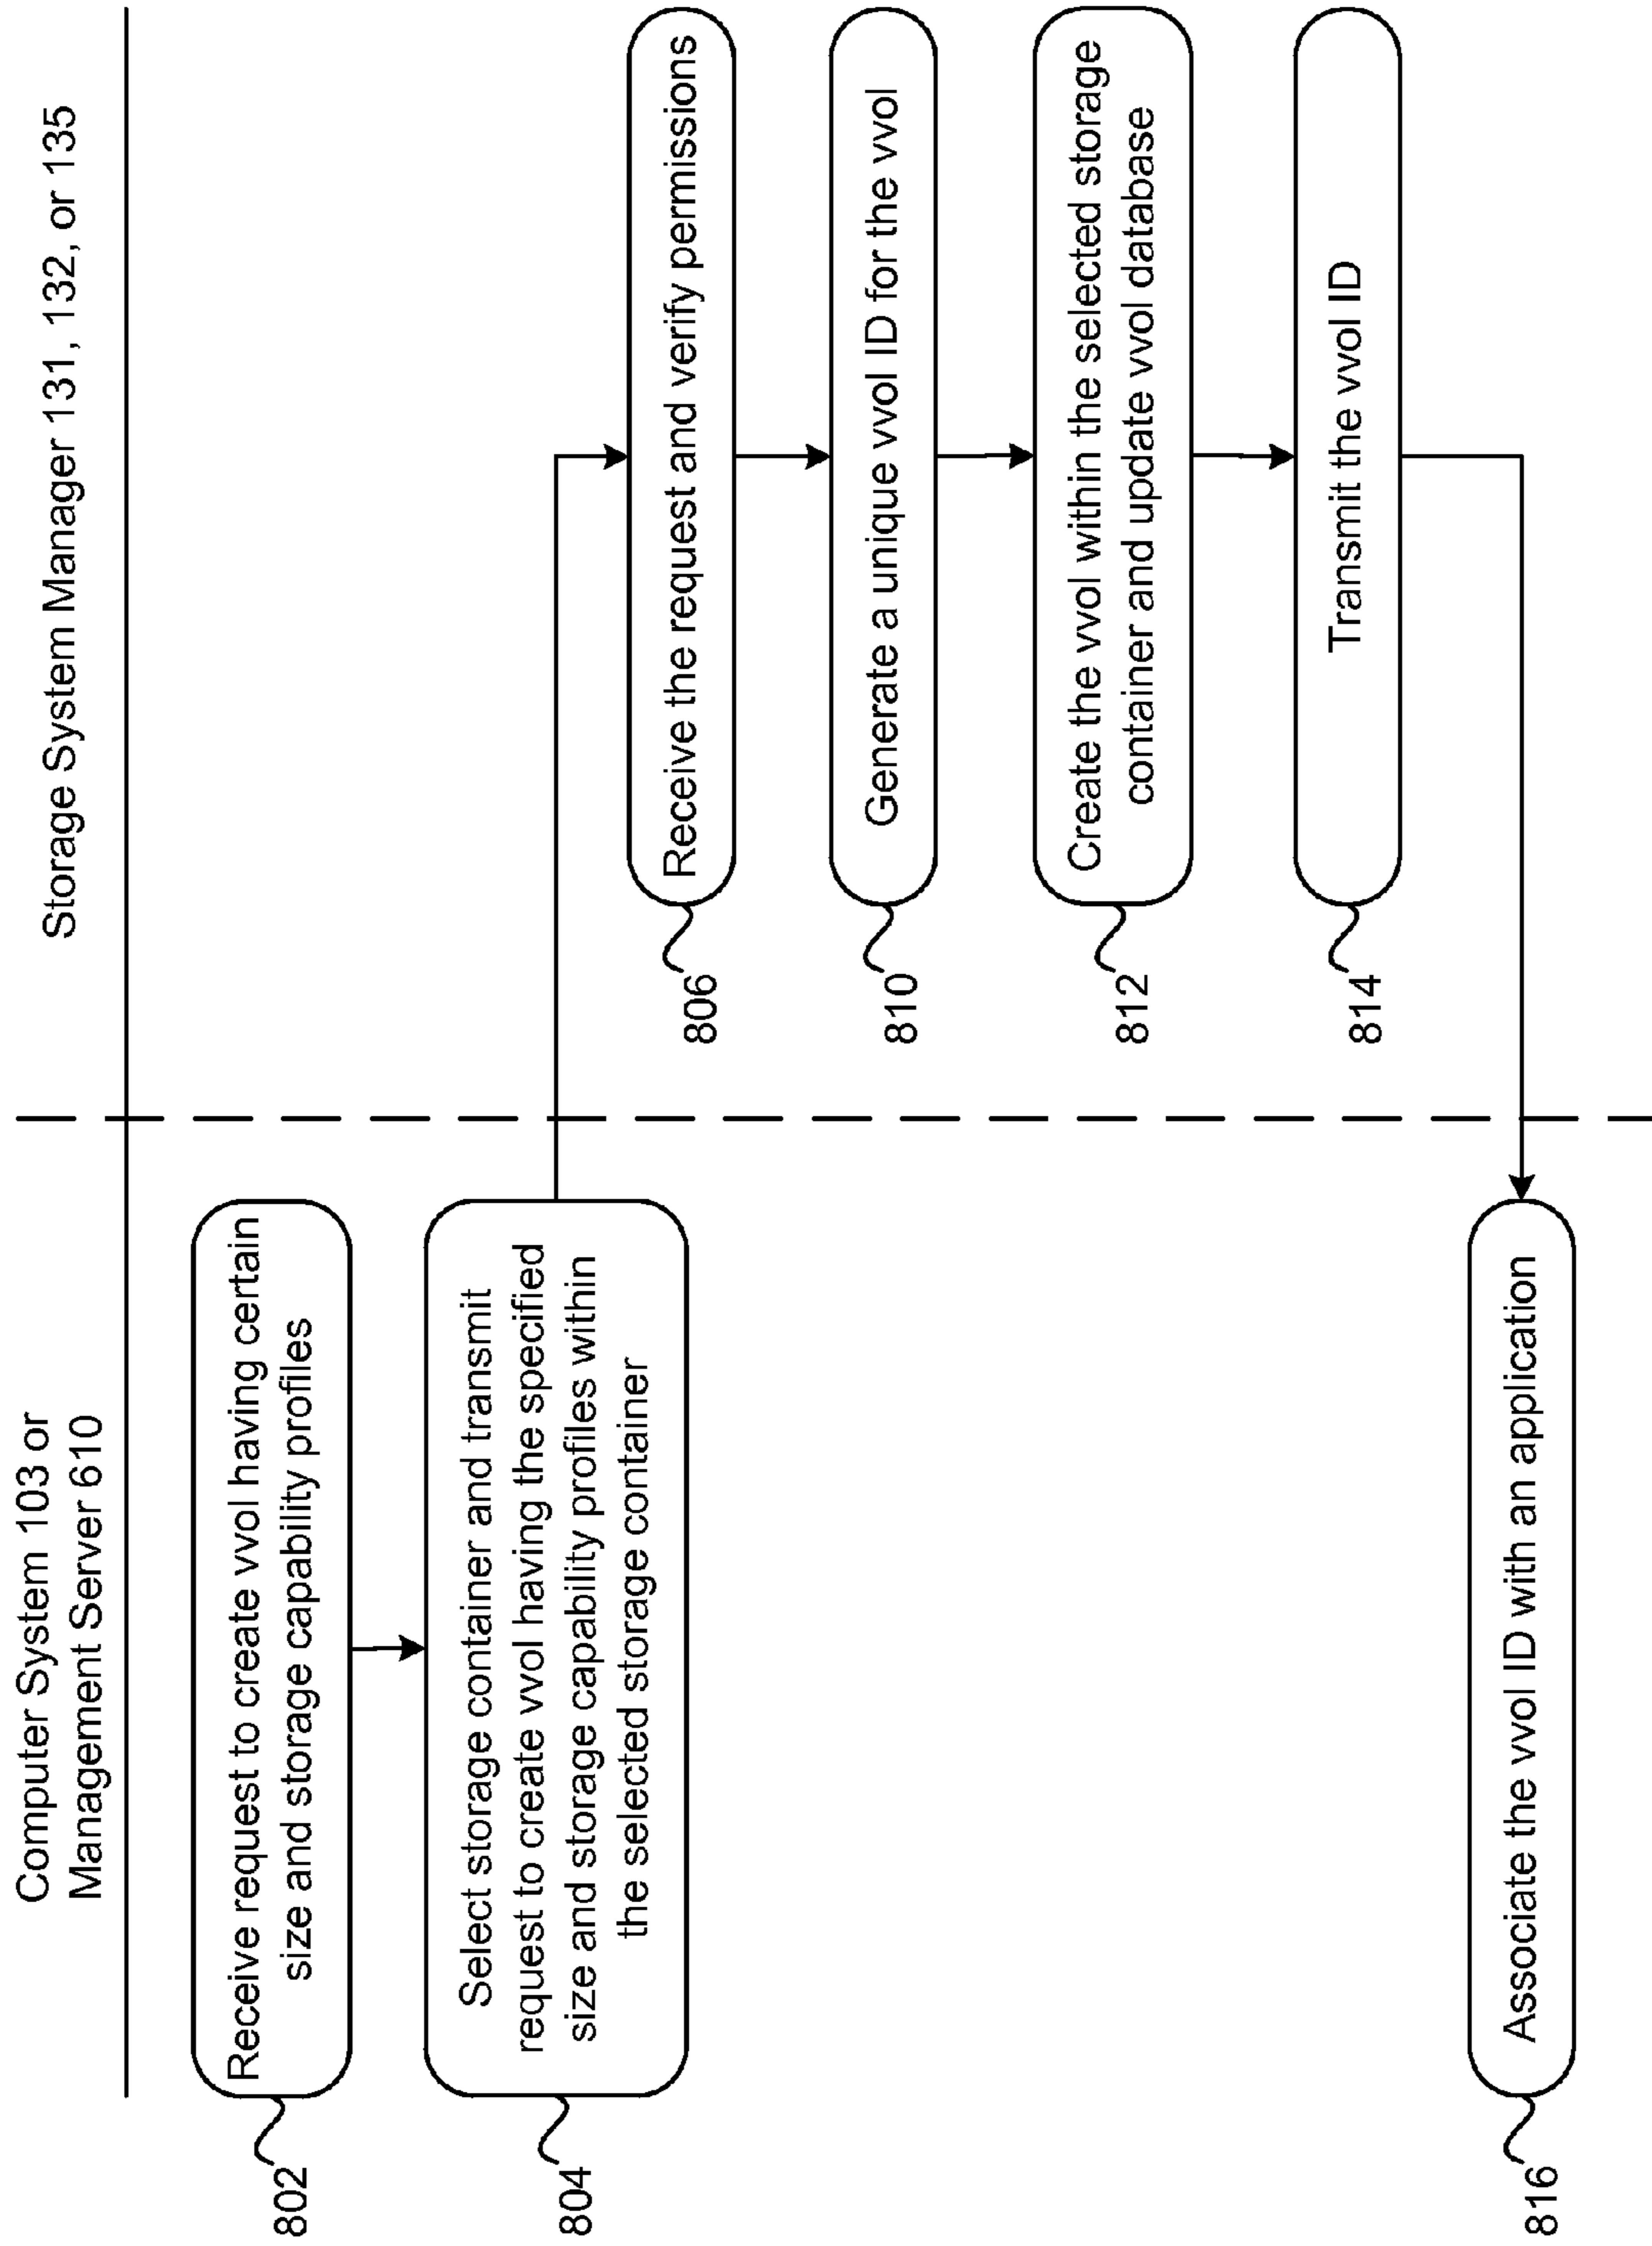 Computer System 103 or
Management Server 610
Storage System Manager 131, 132, or 135
802
Receive request to create vvol having certain
size and storage capability profiles
804
Select storage container and transmit
request to create vvol having the specified
size and storage capability profiles within
the selected storage container
806
Receive the request and verify permissions
810
Generate a unique vvol ID for the vvol
812
Create the vvol within the selected storage
container and update vvol database
814
Transmit the vvol ID
816
Associate the vvol ID with an application